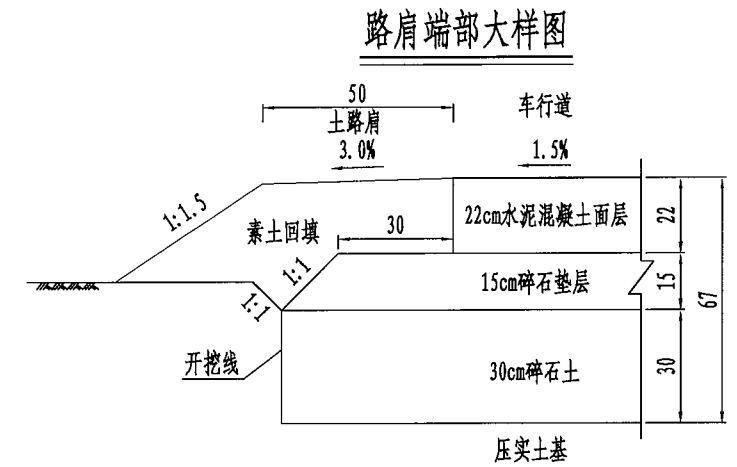 路肩端部大样图
50
车行道
土路肩
3.0%
1.5%
1:1.5
素土回填
30
22cm水泥混凝土面层
22
1:1
15cm碎石垫层
15
67
1:1
开挖线
30cm碎石土
30
压实土基